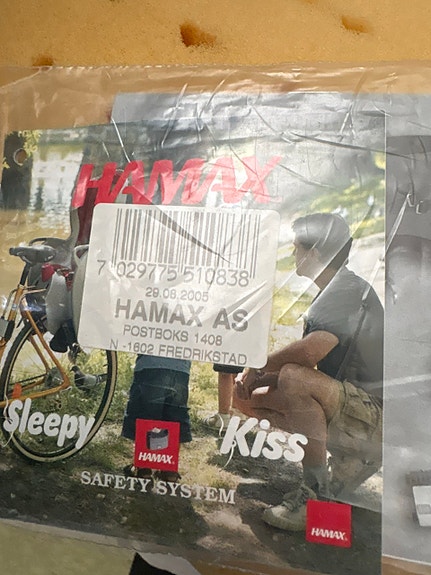 HAMAX
7 029775 510838
29.08.2005
HAMAX AS
POSTBOKS 1408
N -1602 FREDRIKSTAD
Sleepy
Kiss
HAMAX.
SAFETY SYSTEM
HAMAX.